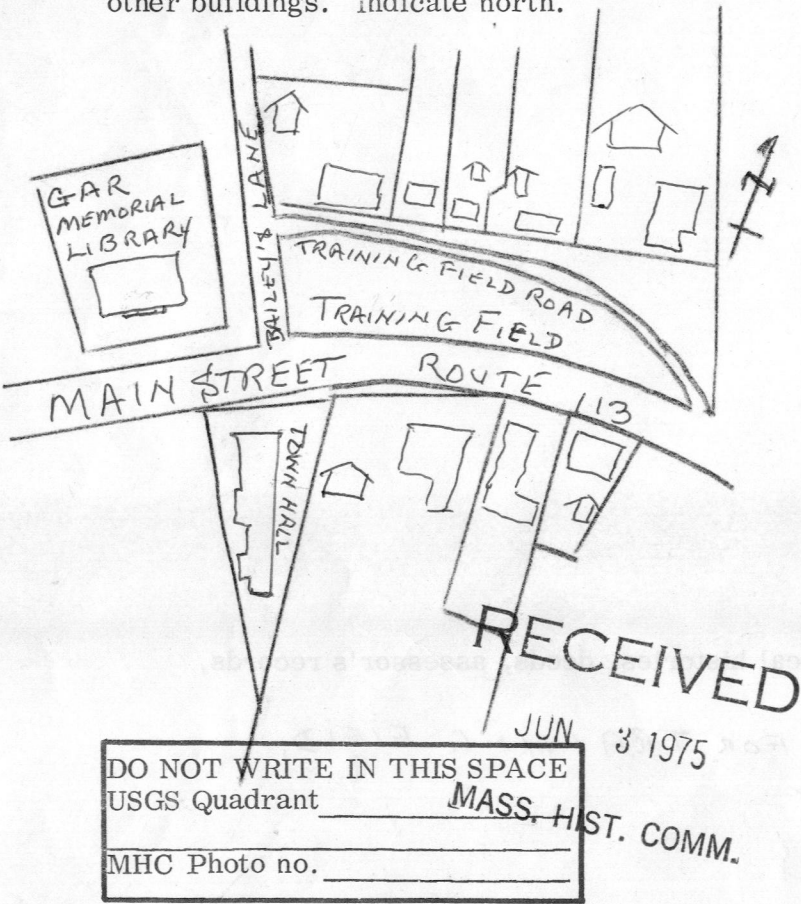 other buildings. Indicate north.
GAR
MEMORIAL
LIBRARY
BAILEY'S LANE
N
TRAINING FIELD ROAD
TRAINING FIELD
MAIN STREET ROUTE 113
TOWN HALL
RECEIVED
JUN 3 1975
MASS. HIST. COMM.
DO NOT WRITE IN THIS SPACE
USGS Quadrant
MHC Photo no.